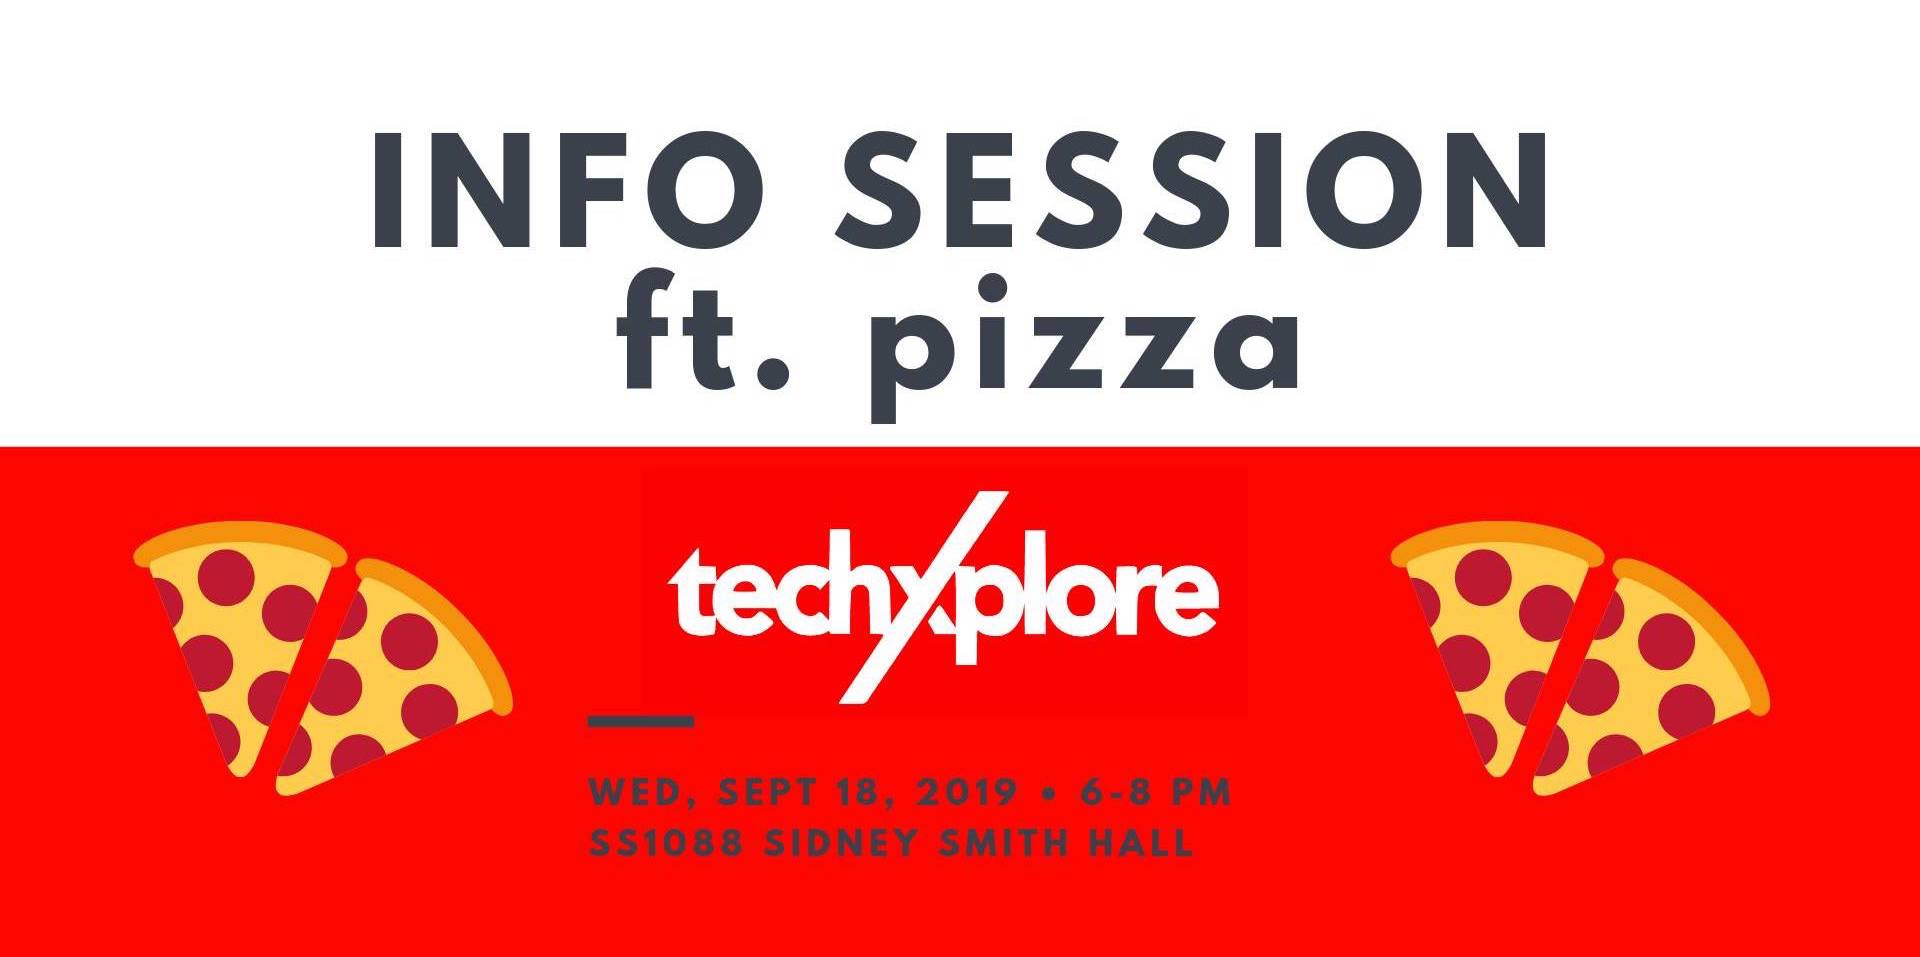 INFO SESSION
ft. pizza
techxplore
WED, SEPT 18, 2019 • 6-8 PM
SS1088 SIDNEY SMITH HALL